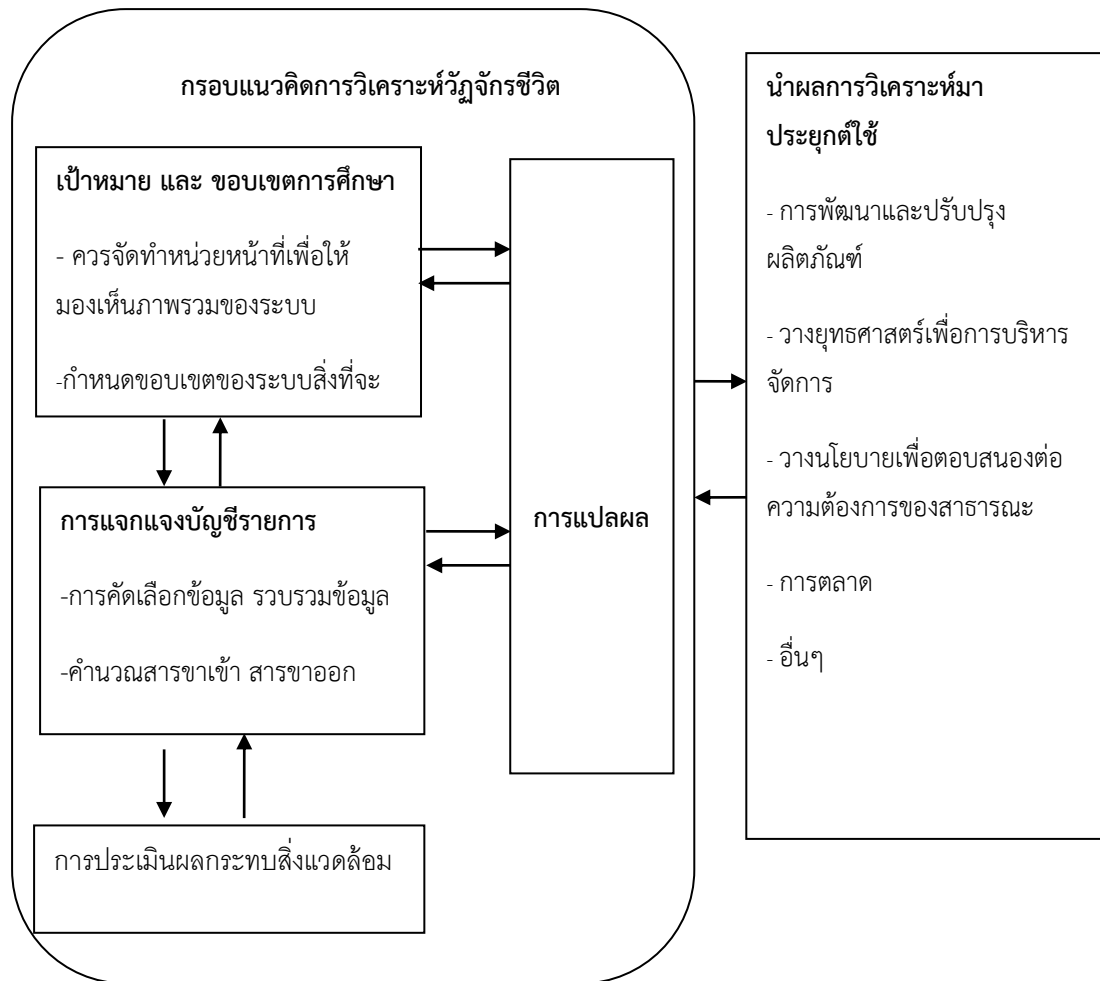 กรอบแนวคิดการวิเคราะห์วัฏจักรชีวิต
เป้าหมาย และ ขอบเขตการศึกษา
- ควรจัดทำหน่วยหน้าที่เพื่อให้
มองเห็นภาพรวมของระบบ
-กำหนดขอบเขตของระบบสิ่งที่จะ
การแจกแจงบัญชีรายการ
-การคัดเลือกข้อมูล รวบรวมข้อมูล
-คำนวณสารขาเข้า สารขาออก
การประเมินผลกระทบสิ่งแวดล้อม
การแปลผล
นำผลการวิเคราะห์มา
ประยุกต์ใช้
- การพัฒนาและปรับปรุง
ผลิตภัณฑ์
- วางยุทธศาสตร์เพื่อการบริหาร
จัดการ
- วางนโยบายเพื่อตอบสนองต่อ
ความต้องการของสาธารณะ
- การตลาด
- อื่นๆ